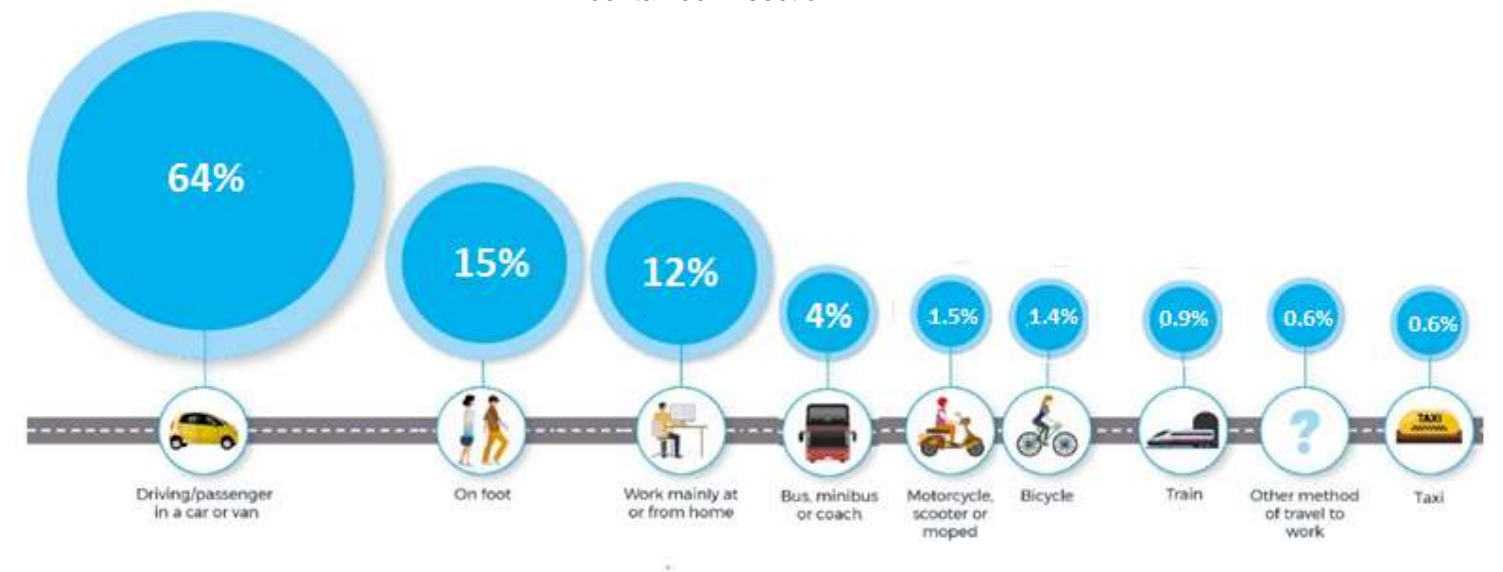 64%
15%
12%
4%
1.5%
1.4%
0.9%
0.6%
0.6%
TAXI
Driving/passenger
in a car or van
On foot
Work mainly at
or from home
Bus, minibus
or coach
Motorcycle,
scooter or
moped
Bicycle
Train
Other method
of travel to
work
Taxi
?